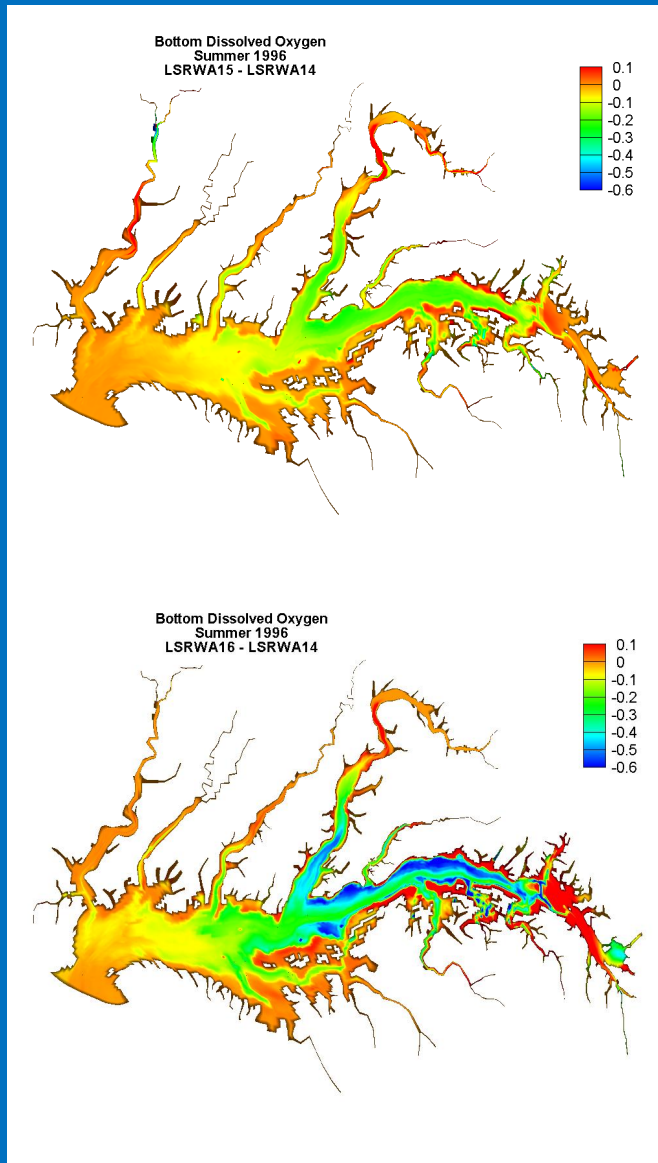 Bottom Dissolved Oxygen
Summer 1996
LSRWA15 - LSRWA14
0.1
0
-0.1
-0.2
-0.3
-0.4
-0.5
-0.6
Bottom Dissolved Oxygen
Summer 1996
LSRWA16 - LSRWA14
0.1
0
-0.1
-0.2
-0.3
-0.4
-0.5
-0.6